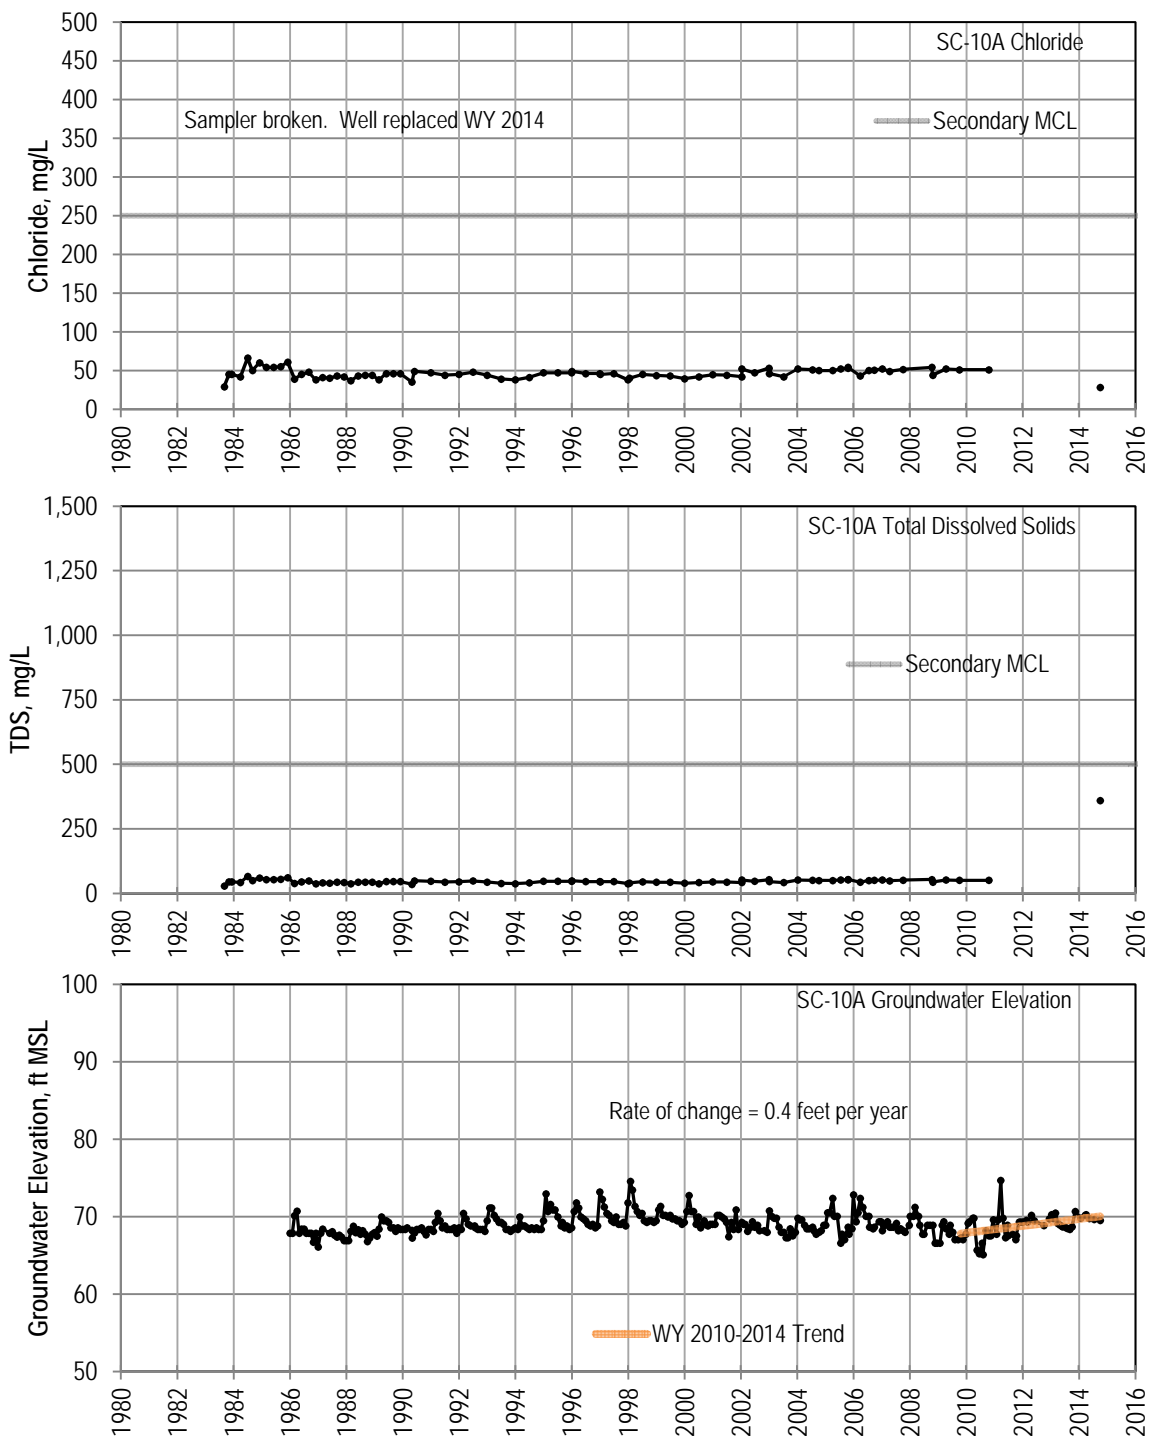 SC-10A Chloride
Sampler broken.  Well replaced WY 2014
Secondary MCL
Chloride, mg/L
500
450
400
350
300
250
200
150
100
50
0
1980 1982 1984 1986 1988 1990 1992 1994 1996 1998 2000 2002 2004 2006 2008 2010 2012 2014 2016
SC-10A Total Dissolved Solids
Secondary MCL
TDS, mg/L
1,500
1,250
1,000
750
500
250
0
1980 1982 1984 1986 1988 1990 1992 1994 1996 1998 2000 2002 2004 2006 2008 2010 2012 2014 2016
SC-10A Groundwater Elevation
Rate of change = 0.4 feet per year
WY 2010-2014 Trend
Groundwater Elevation, ft MSL
100
90
80
70
60
50
1980 1982 1984 1986 1988 1990 1992 1994 1996 1998 2000 2002 2004 2006 2008 2010 2012 2014 2016